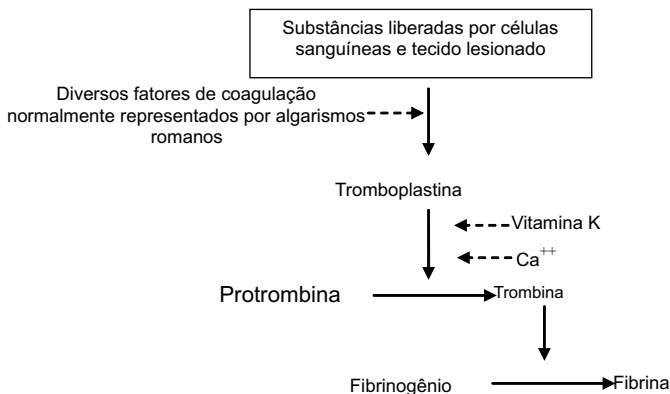 Substâncias liberadas por células
sanguíneas e tecido lesionado
Diversos fatores de coagulação
normalmente representados por algarismos
romanos
Tromboplastina
Vitamina K
Ca++
Protrombina
Trombina
Fibrinogênio
Fibrina